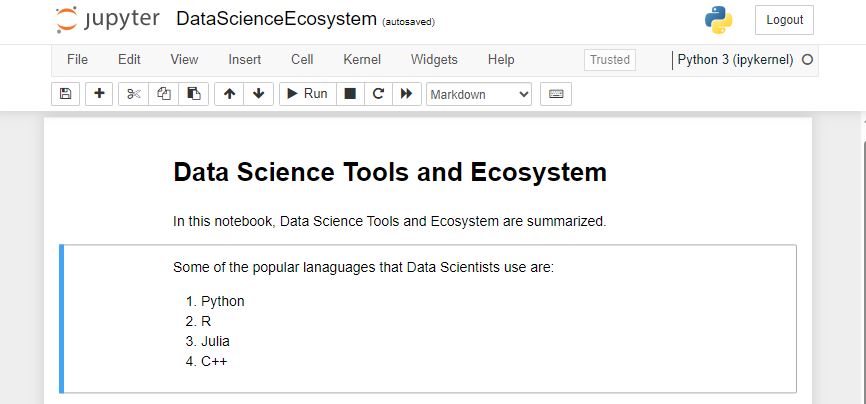 jupyter DataScienceEcosystem (autosaved) Logout
File Edit View Insert Cell Kernel Widgets Help Trusted Python 3 (ipykernel)
Run Markdown
Data Science Tools and Ecosystem
In this notebook, Data Science Tools and Ecosystem are summarized.
Some of the popular lanaguages that Data Scientists use are:
1. Python
2. R
3. Julia
4. C++